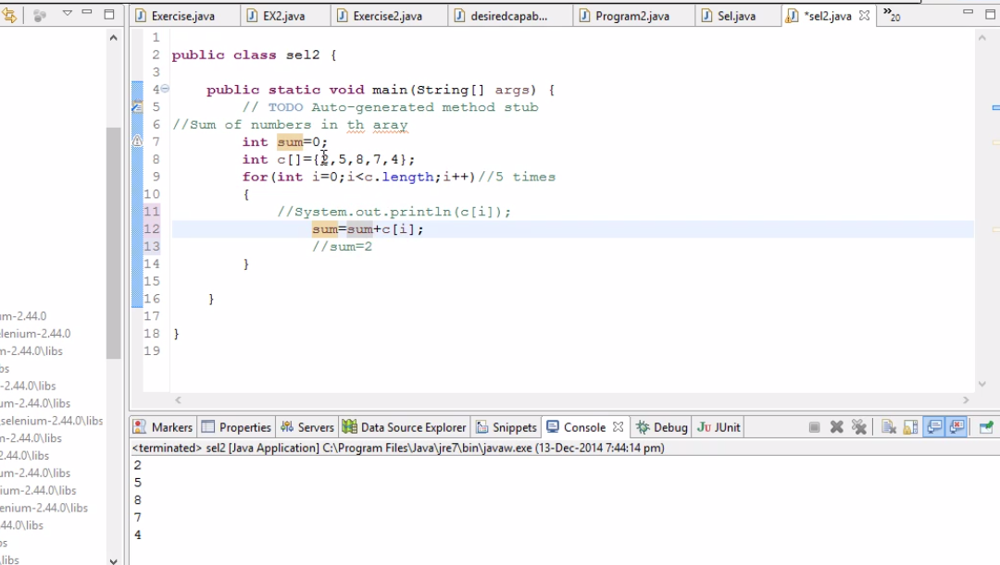 Exercise.java EX2.java Exercise2.java desiredcapab... Program2.java Sel.java *sel2.java »20
1
2 public class sel2 {
3
4 public static void main(String[] args) {
5 // TODO Auto-generated method stub
6 //Sum of numbers in th aray
7 int sum=0;
8 int c[]={2,5,8,7,4};
9 for(int i=0;i<c.length;i++)//5 times
10 {
11 //System.out.println(c[i]);
12 sum=sum+c[i];
13 //sum=2
14 }
15
16 }
17
18 }
19
um-2.44.0
elenium-2.44.0
n-2.44.0\libs
bs
-2.44.0\libs
um-2.44.0\libs
selenium-2.44.0\libs
m-2.44.0\libs
2.44.0\libs
um-2.44.0\libs
ium-2.44.0\libs
enium-2.44.0\libs
44.0\libs
s
libs
Markers Properties Servers Data Source Explorer Snippets Console Debug JUnit
<terminated> sel2 [Java Application] C:\Program Files\Java\jre7\bin\javaw.exe (13-Dec-2014 7:44:14 pm)
2
5
8
7
4